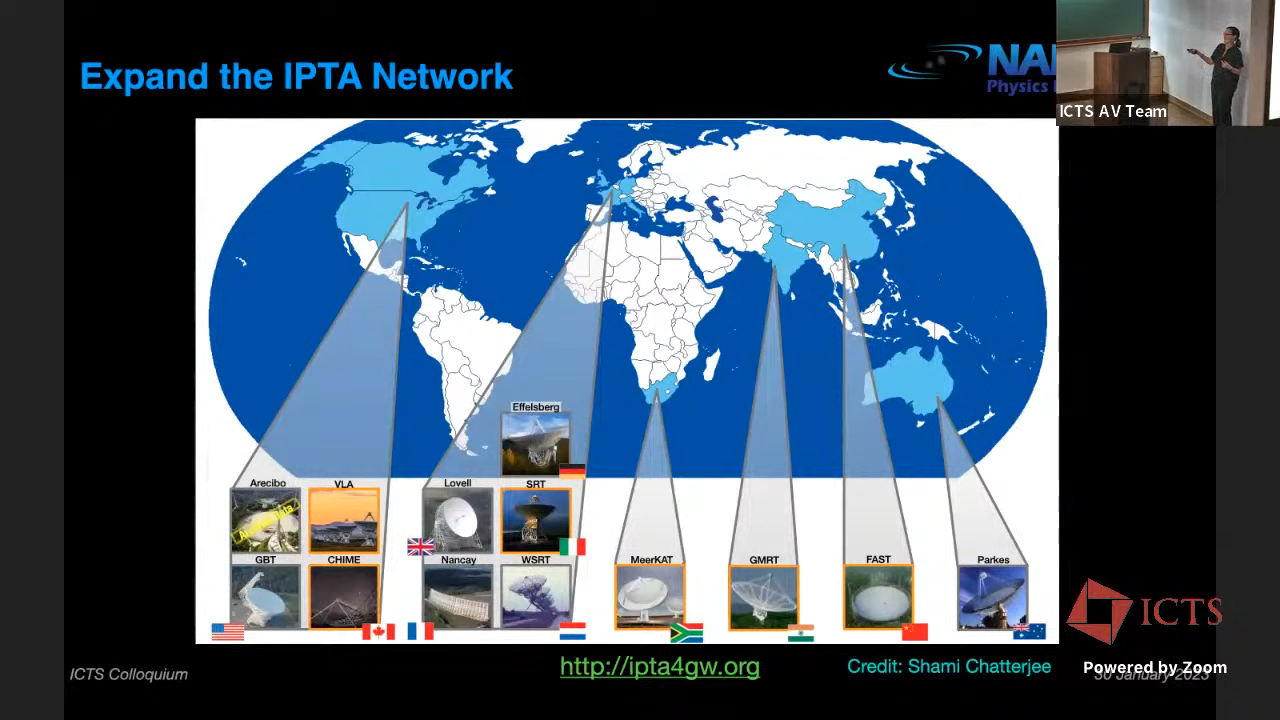 Expand the IPTA Network
NAN
Physics
ICTS AV Team
Effelsberg
Arecibo
VLA
Lovell
SRT
GBT
CHIME
Nancay
WSRT
MeerKAT
GMRT
FAST
Parkes
ICTS
ICTS Colloquium
http://ipta4gw.org
Credit: Shami Chatterjee
Powered by Zoom
30 January 2023